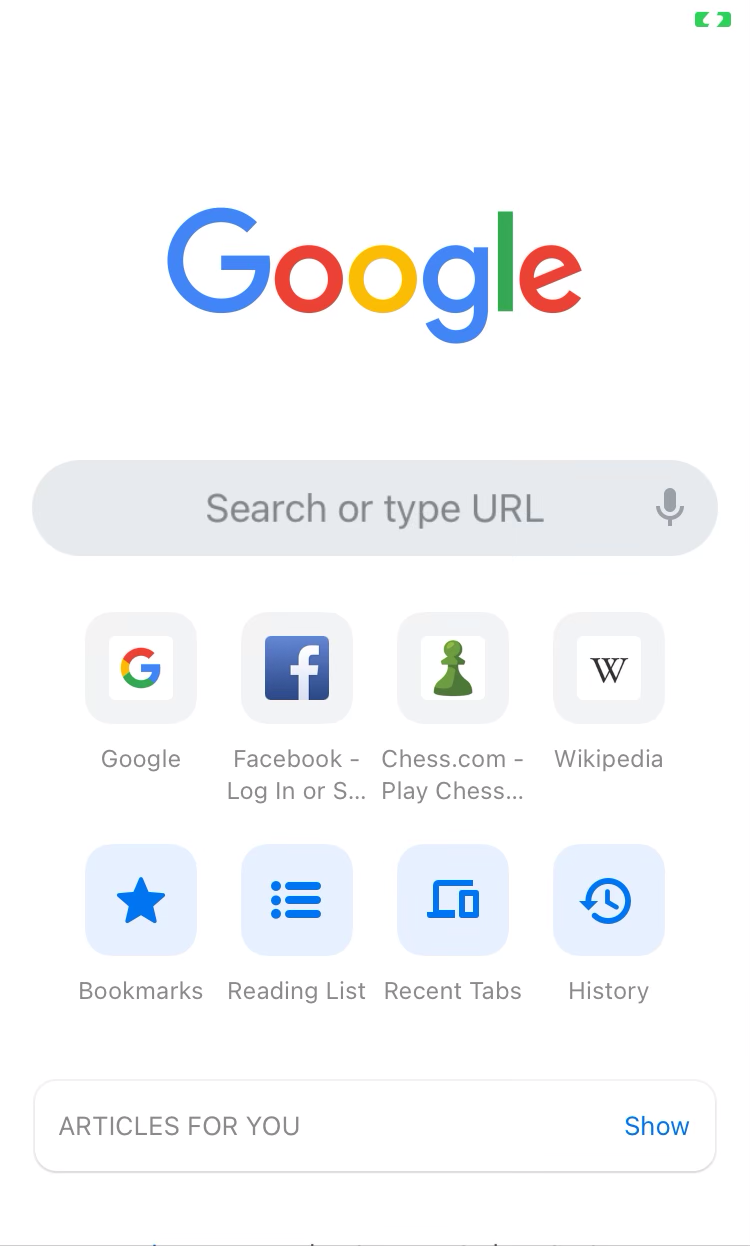 Google
Search or type URL
Google
Facebook -
Log In or S...
Chess.com -
Play Chess...
W
Wikipedia
Bookmarks
Reading List
Recent Tabs
History
ARTICLES FOR YOU
Show